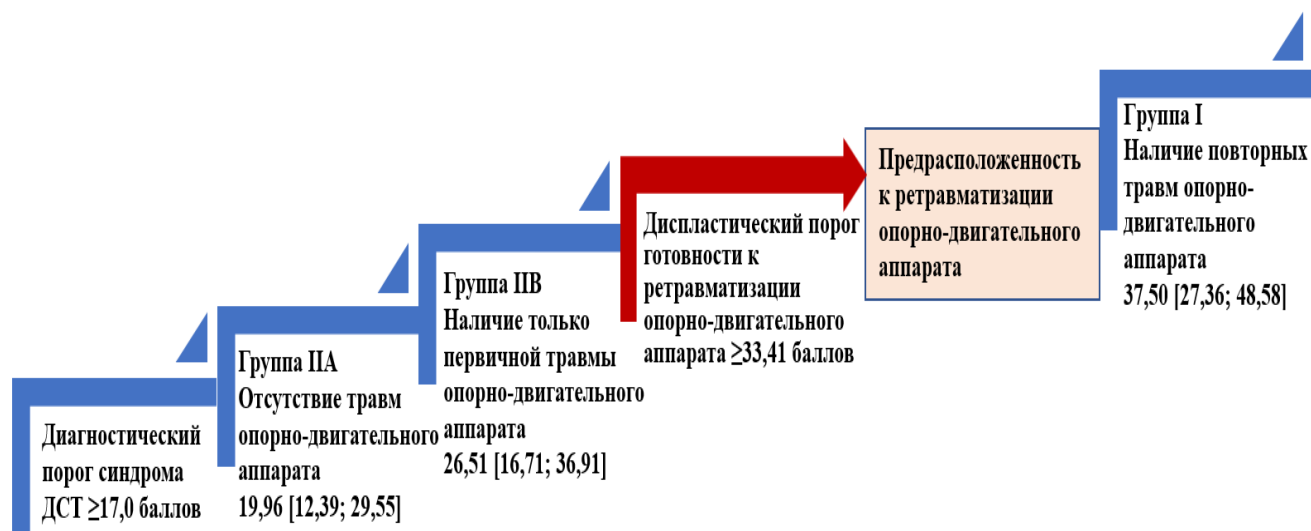 Диагностический
порог синдрома
ДСТ ≥17,0 баллов
Группа IIA
Отсутствие травм
опорно-двигательного
аппарата
19,96 [12,39; 29,55]
Группа IIB
Наличие только
первичной травмы
опорно-двигательного
аппарата
26,51 [16,71; 36,91]
Диспластический порог
готовности к
ретравматизации
опорно-двигательного
аппарата ≥33,41 баллов
Предрасположенность
к ретравматизации
опорно-двигательного
аппарата
Группа I
Наличие повторных
травм опорно-
двигательного
аппарата
37,50 [27,36; 48,58]